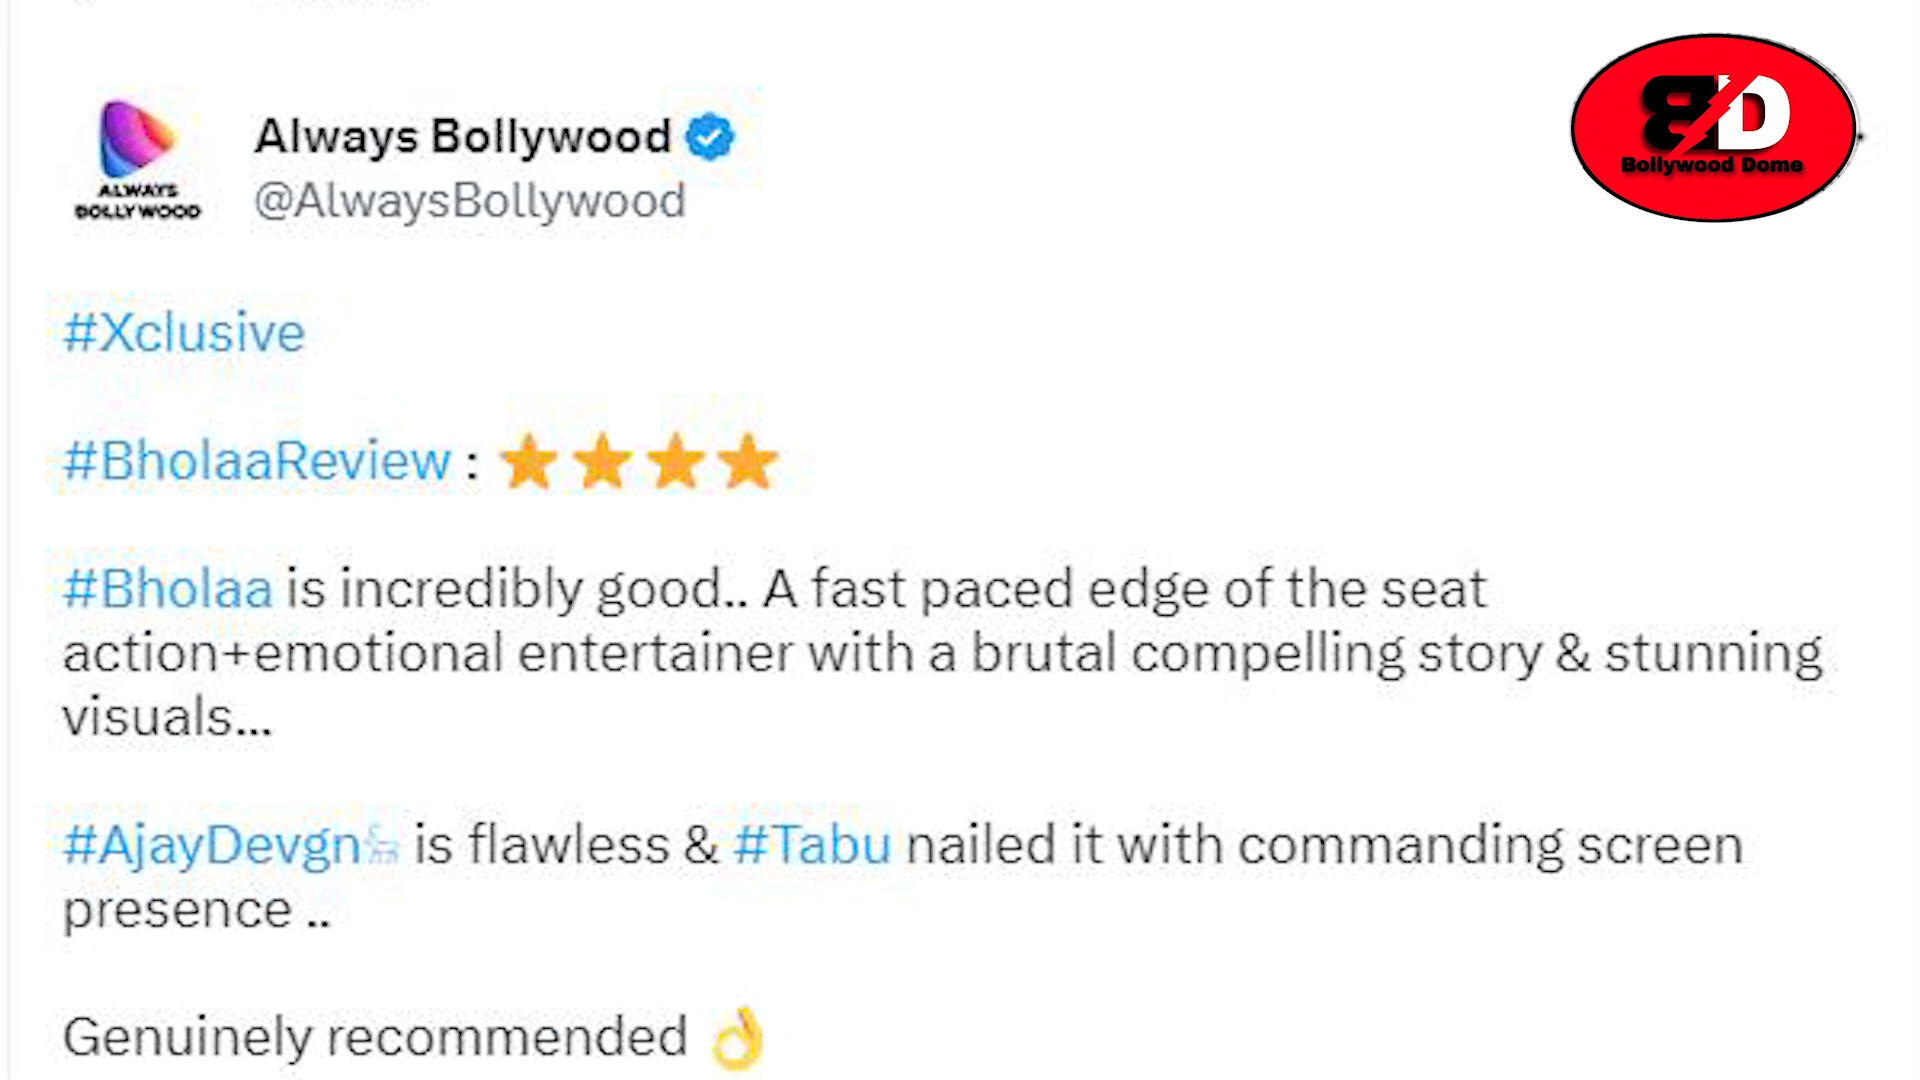 Always Bollywood
@AlwaysBollywood
ALWAYS
BOLLYWOOD
BD
Bollywood Dome
#Xclusive
#BholaaReview : ⭐⭐⭐⭐
#Bholaa is incredibly good.. A fast paced edge of the seat
action+emotional entertainer with a brutal compelling story & stunning
visuals...
#AjayDevgn is flawless & #Tabu nailed it with commanding screen
presence ..
Genuinely recommended 👌